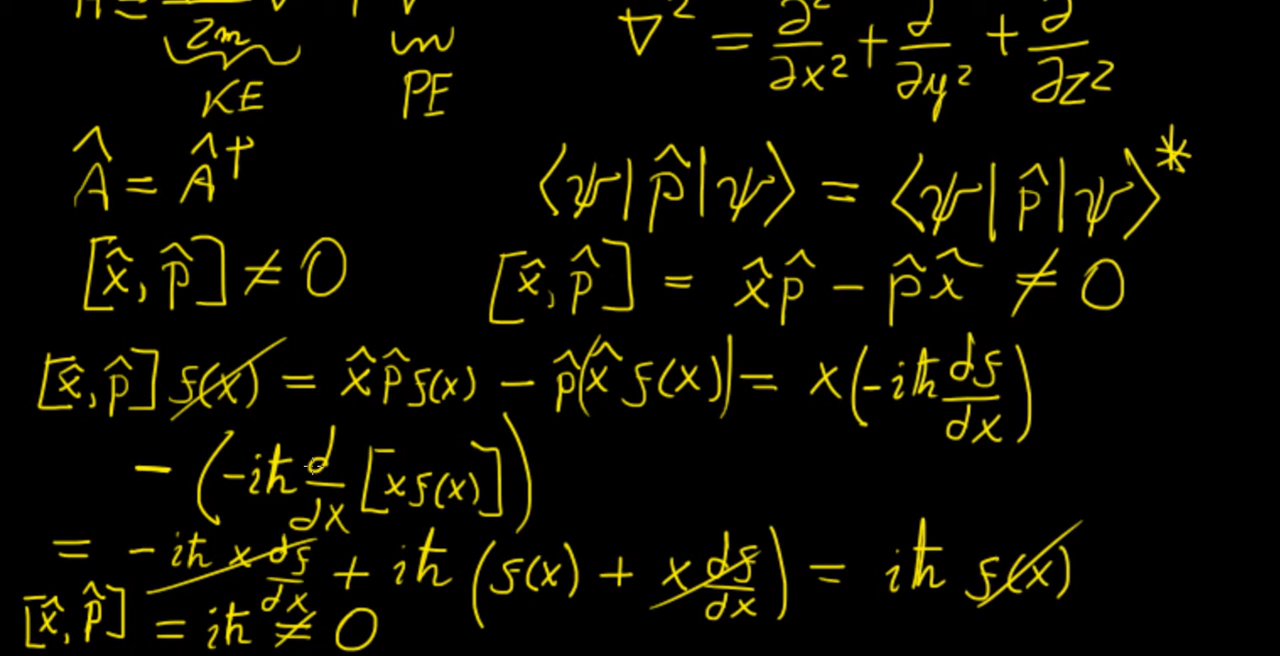 2m
KE PE ∇² = ∂²/∂x² + ∂/∂y² + ∂/∂z²
Â = Â† ⟨ψ|p̂|ψ⟩ = ⟨ψ|p̂|ψ⟩*
[x̂, p̂] ≠ 0 [x̂, p̂] = x̂p̂ − p̂x̂ ≠ 0
[x̂, p̂] f(x) = x̂p̂f(x) − p̂(x̂f(x)) = x(−iħ df/dx)
− (−iħ d/dx [xf(x)])
= −iħ x df/dx + iħ (f(x) + x df/dx) = iħ f(x)
[x̂, p̂] = iħ ≠ 0